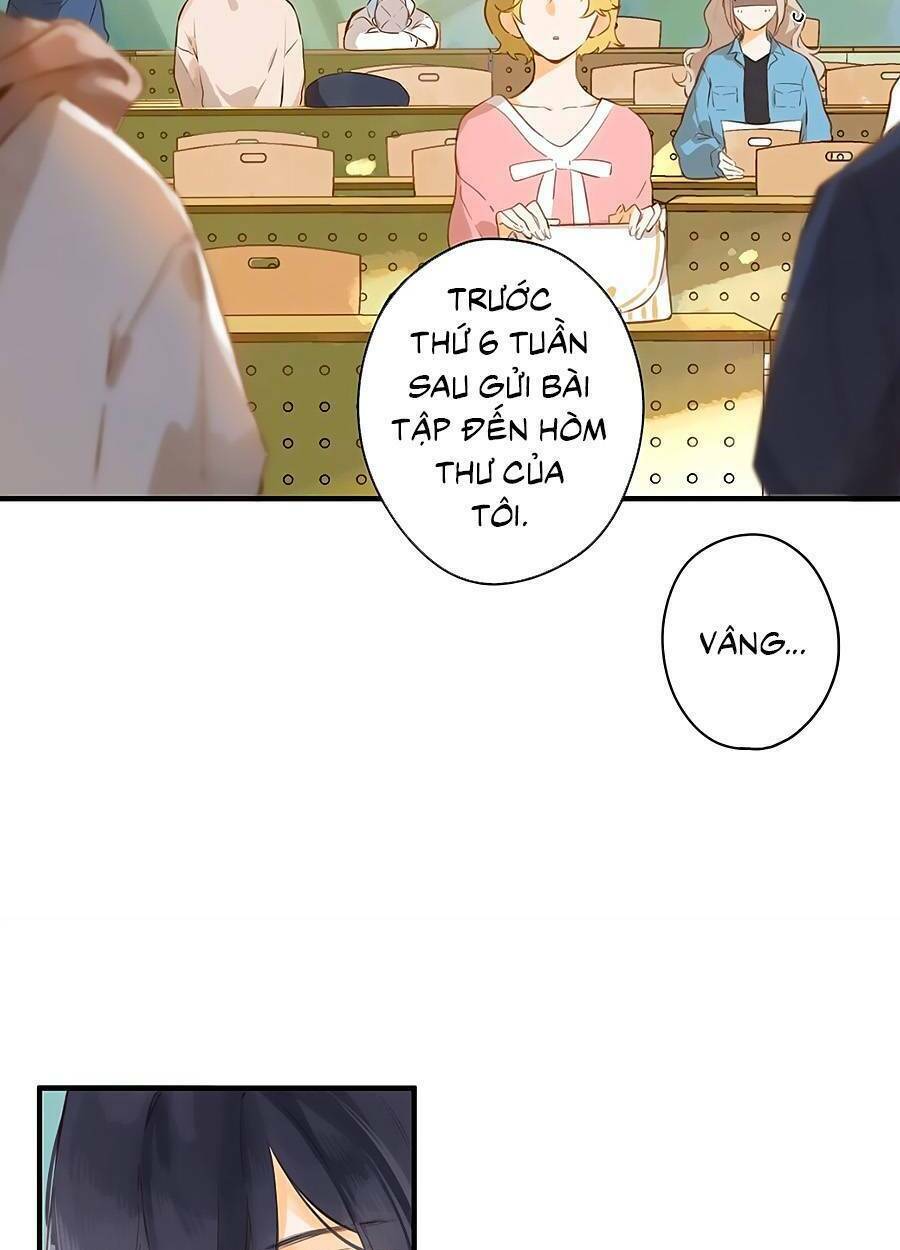 TRƯỚC
THỨ 6 TUẦN
SAU GỬI BÀI
TẬP ĐẾN HÒM
THƯ CỦA
TÔI.
VÂNG...